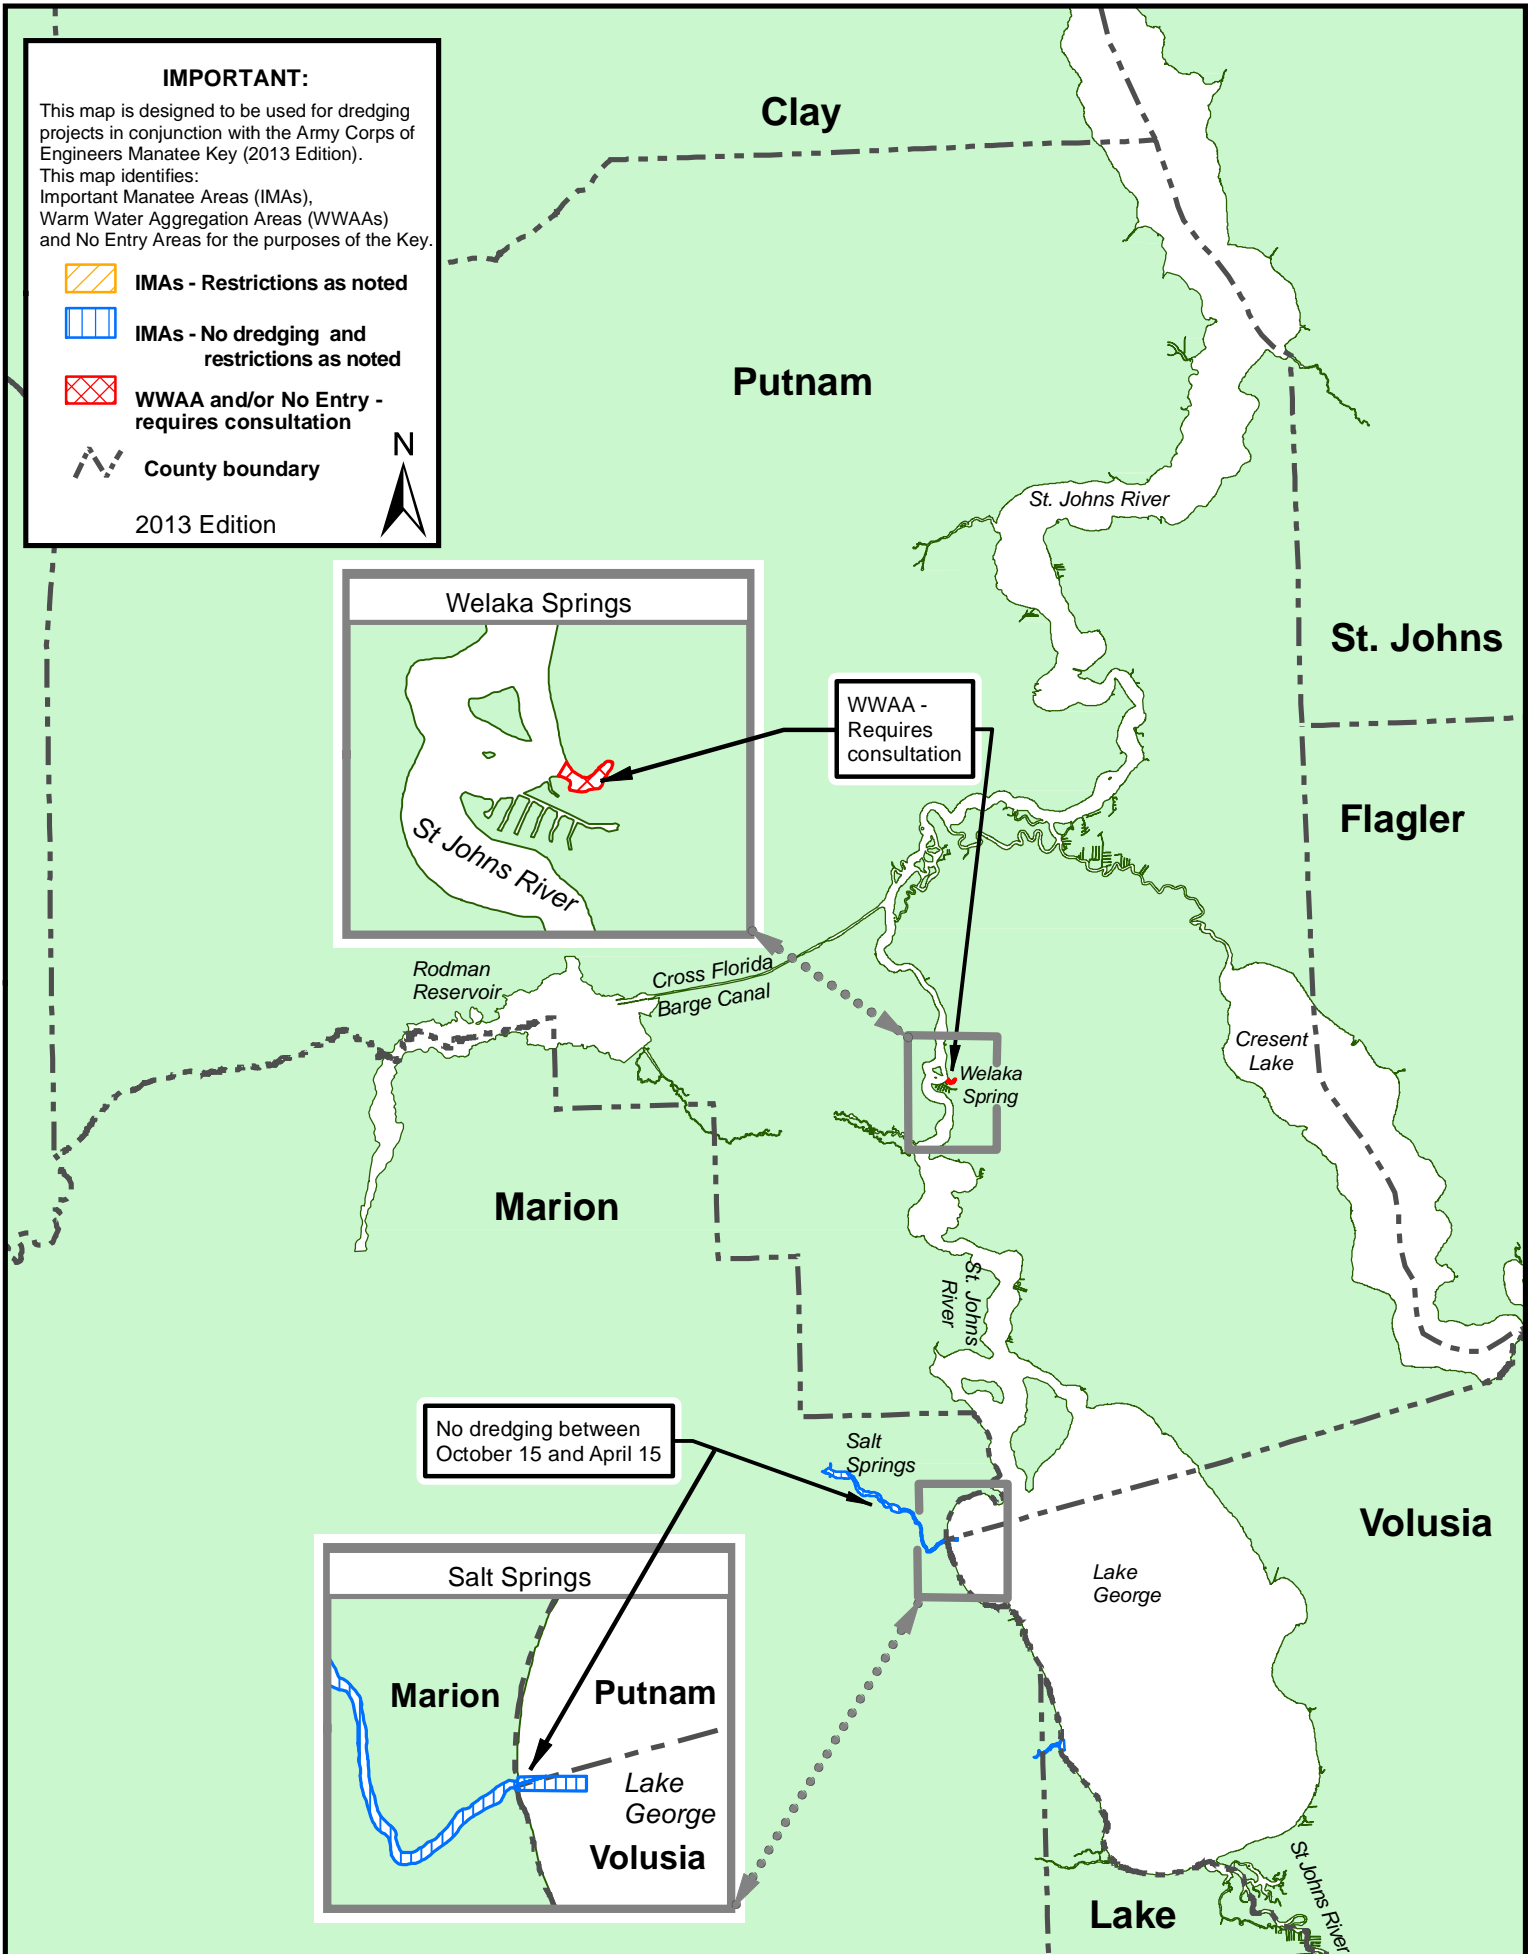 IMPORTANT:
This map is designed to be used for dredging
projects in conjunction with the Army Corps of
Engineers Manatee Key (2013 Edition).
This map identifies:
Important Manatee Areas (IMAs),
Warm Water Aggregation Areas (WWAAs)
and No Entry Areas for the purposes of the Key.
IMAs - Restrictions as noted
IMAs - No dredging and
restrictions as noted
WWAA and/or No Entry -
requires consultation
County boundary
N
2013 Edition
Clay
Putnam
St. Johns River
St. Johns
Flagler
Welaka Springs
St Johns River
WWAA -
Requires
consultation
Rodman
Reservoir
Cross Florida
Barge Canal
Cresent
Lake
Welaka
Spring
Marion
St. Johns
River
No dredging between
October 15 and April 15
Salt
Springs
Volusia
Lake
George
Salt Springs
Marion
Putnam
Lake
George
Volusia
St Johns River
Lake